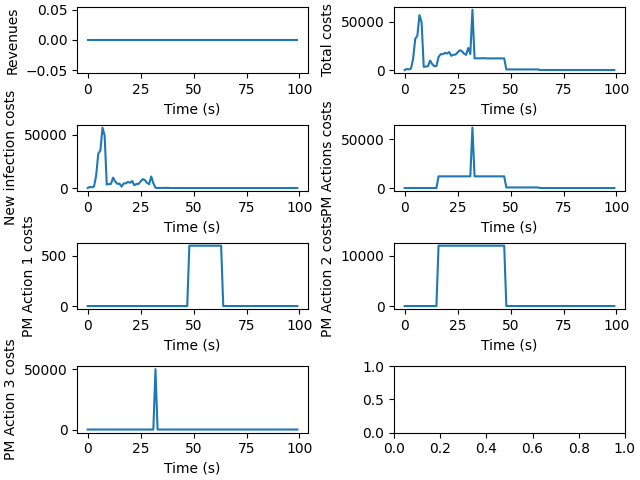 Revenues
0.05
0.00
−0.05
0 25 50 75 100
Time (s)
Total costs
50000
0
0 25 50 75 100
Time (s)
New infection costs
50000
0
0 25 50 75 100
Time (s)
PM Actions costs
50000
0
0 25 50 75 100
Time (s)
PM Action 1 costs
500
0
0 25 50 75 100
Time (s)
PM Action 2 costs
10000
0
0 25 50 75 100
Time (s)
PM Action 3 costs
50000
0
0 25 50 75 100
Time (s)
1.0
0.5
0.0
0.0 0.2 0.4 0.6 0.8 1.0